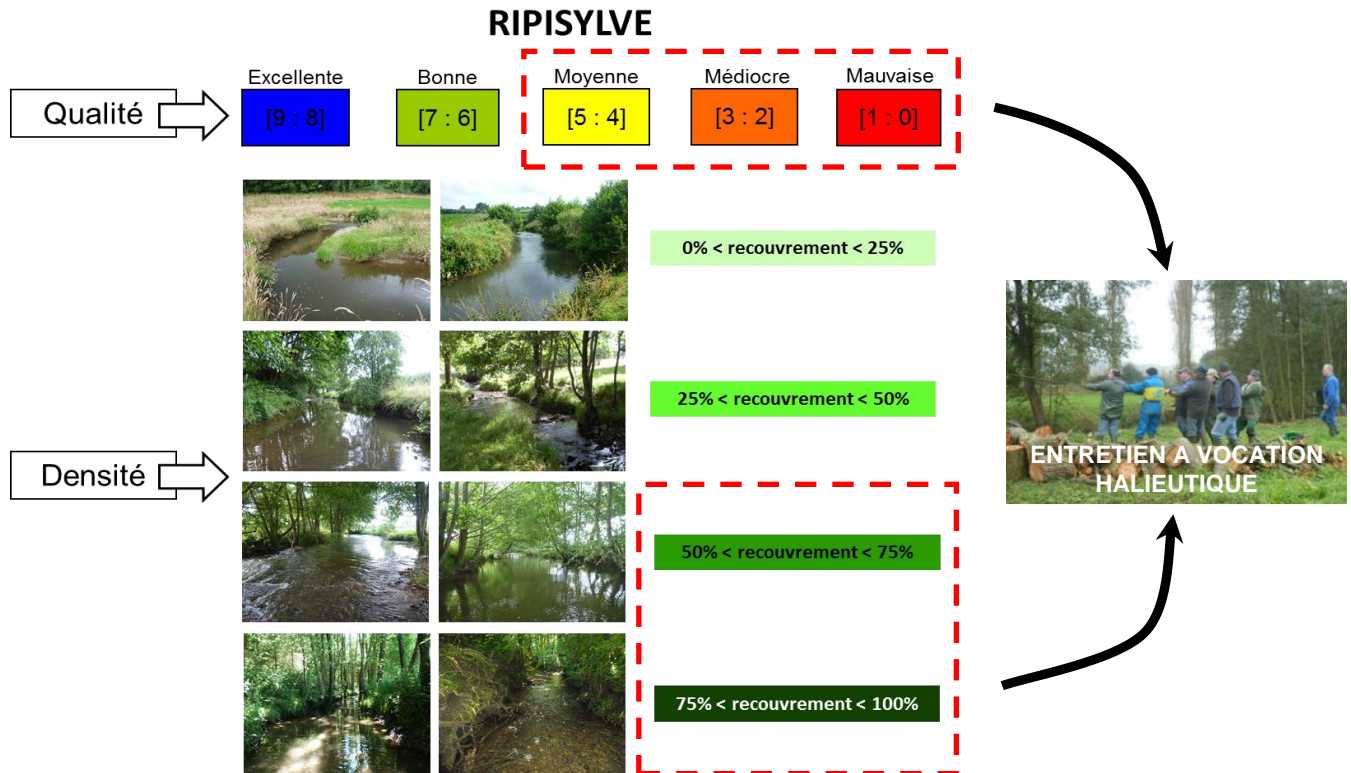 RIPISYLVE
Qualité
Excellente
Bonne
Moyenne
Médiocre
Mauvaise
[9 : 8]
[7 : 6]
[5 : 4]
[3 : 2]
[1 : 0]
0% < recouvrement < 25%
25% < recouvrement < 50%
Densité
50% < recouvrement < 75%
75% < recouvrement < 100%
ENTRETIEN A VOCATION
HALIEUTIQUE